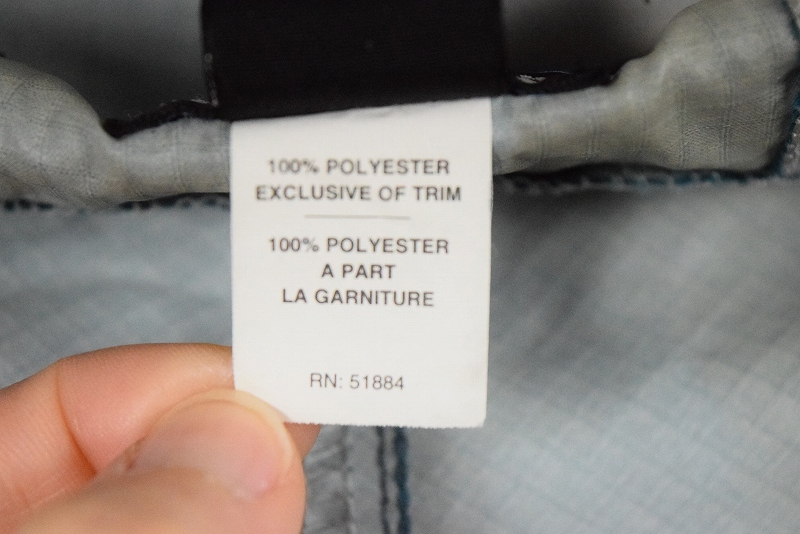 100% POLYESTER
EXCLUSIVE OF TRIM
100% POLYESTER
A PART
LA GARNITURE
RN: 51884